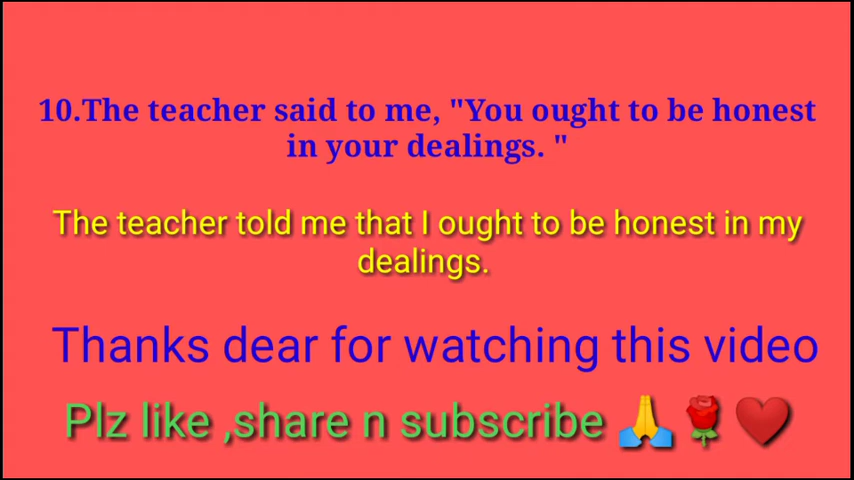 10.The teacher said to me, "You ought to be honest
in your dealings. "
The teacher told me that I ought to be honest in my
dealings.
Thanks dear for watching this video
Plz like ,share n subscribe 🙏🌹❤️